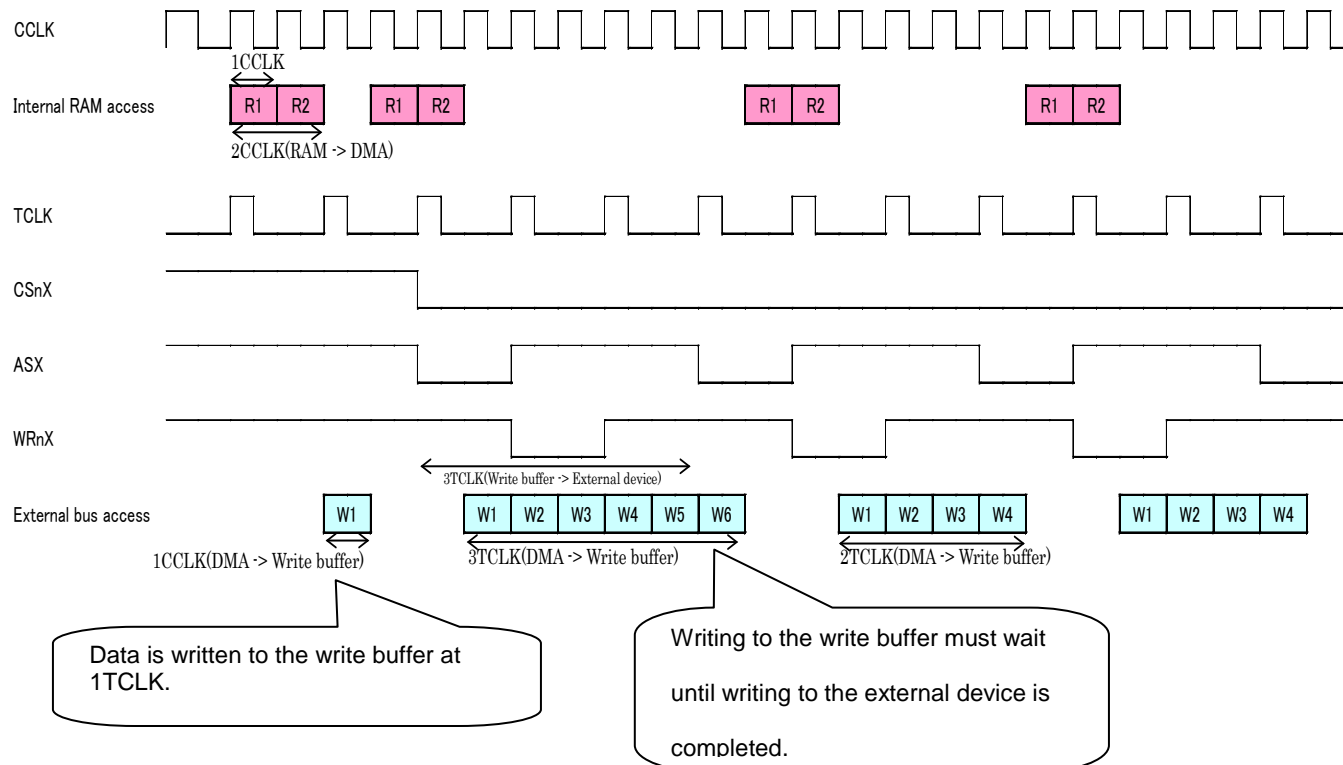 CCLK
1CCLK
Internal RAM access
R1 R2 R1 R2 R1 R2 R1 R2
2CCLK(RAM -> DMA)
TCLK
CSnX
ASX
WRnX
3TCLK(Write buffer -> External device)
External bus access
W1 W1 W2 W3 W4 W5 W6 W1 W2 W3 W4 W1 W2 W3 W4
1CCLK(DMA -> Write buffer) 3TCLK(DMA -> Write buffer) 2TCLK(DMA -> Write buffer)
Data is written to the write buffer at
1TCLK.
Writing to the write buffer must wait
until writing to the external device is
completed.